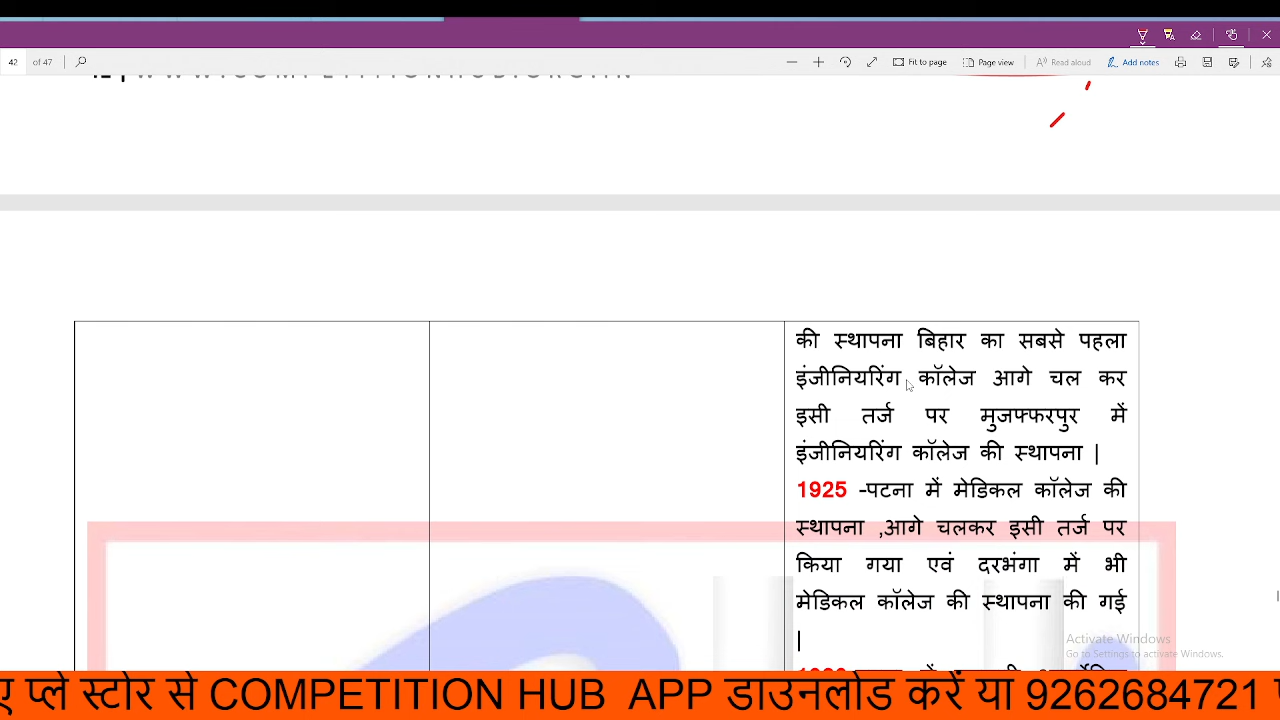 42 of 47
Fit to page
Page view
Read aloud
Add notes
की स्थापना बिहार का सबसे पहला
इंजीनियरिंग कॉलेज आगे चल कर
इसी तर्ज पर मुजफ्फरपुर में
इंजीनियरिंग कॉलेज की स्थापना |
1925 -पटना में मेडिकल कॉलेज की
स्थापना ,आगे चलकर इसी तर्ज पर
किया गया एवं दरभंगा में भी
मेडिकल कॉलेज की स्थापना की गई
|
Activate Windows
Go to Settings to activate Windows.
ए प्ले स्टोर से COMPETITION HUB APP डाउनलोड करें या 9262684721